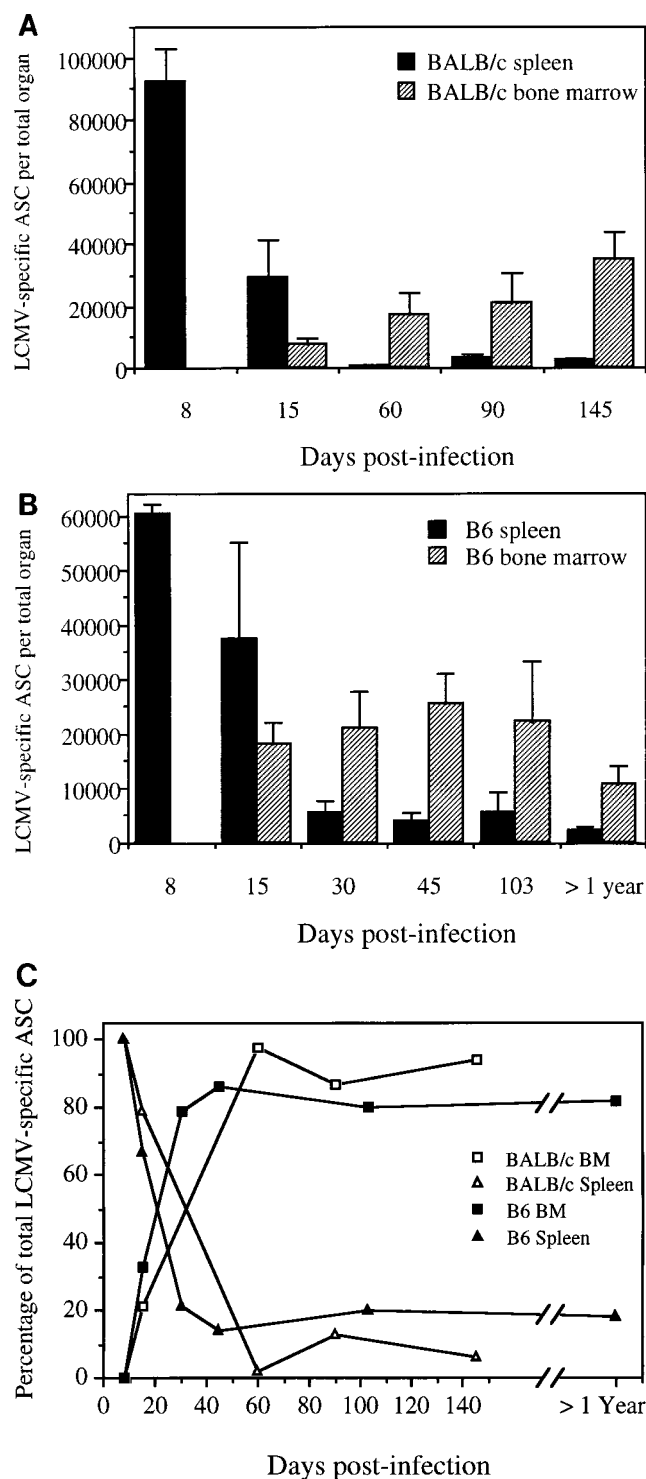 A
LCMV-specific ASC per total organ
100000
80000
60000
40000
20000
0
BALB/c spleen
BALB/c bone marrow
8 15 60 90 145
Days post-infection
B
LCMV-specific ASC per total organ
60000
50000
40000
30000
20000
10000
0
B6 spleen
B6 bone marrow
8 15 30 45 103 > 1 year
Days post-infection
C
Percentage of total LCMV-specific ASC
100
80
60
40
20
0
BALB/c BM
BALB/c Spleen
B6 BM
B6 Spleen
0 20 40 60 80 100 120 140 > 1 Year
Days post-infection